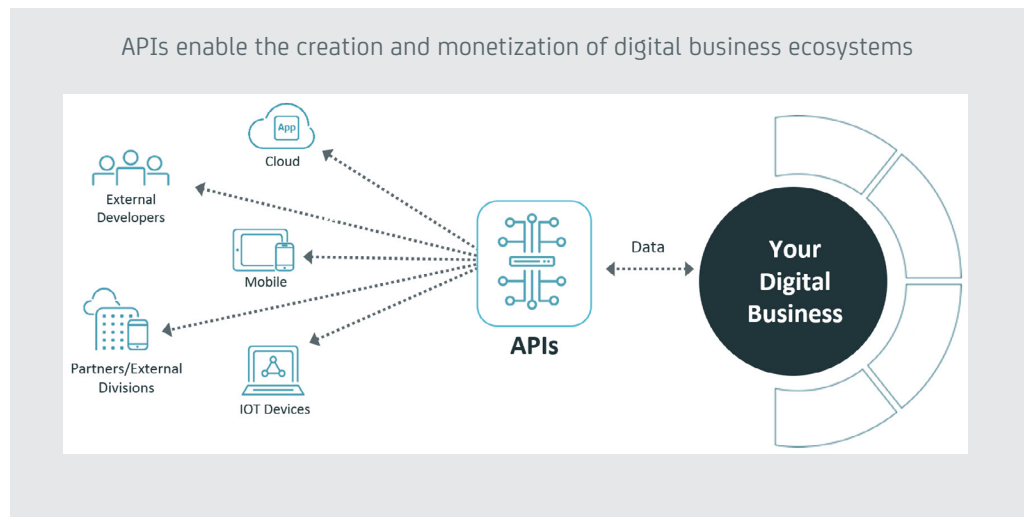 APIs enable the creation and monetization of digital business ecosystems
App
Cloud
External
Developers
Mobile
Partners/External
Divisions
IOT Devices
APIs
Data
Your
Digital
Business